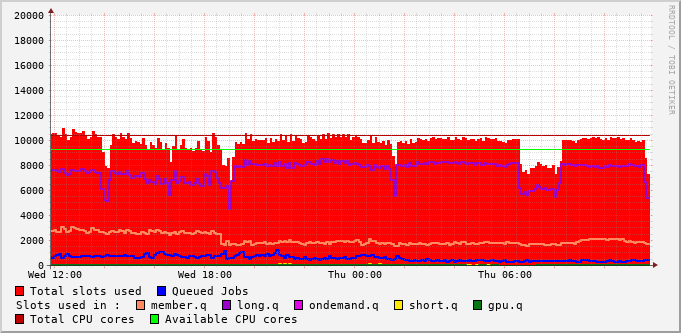 RRDTOOL / TOBI OETIKER
20000
18000
16000
14000
12000
10000
8000
6000
4000
2000
0
Wed 12:00 Wed 18:00 Thu 00:00 Thu 06:00
Total slots used Queued Jobs
Slots used in : member.q long.q ondemand.q short.q gpu.q
Total CPU cores Available CPU cores